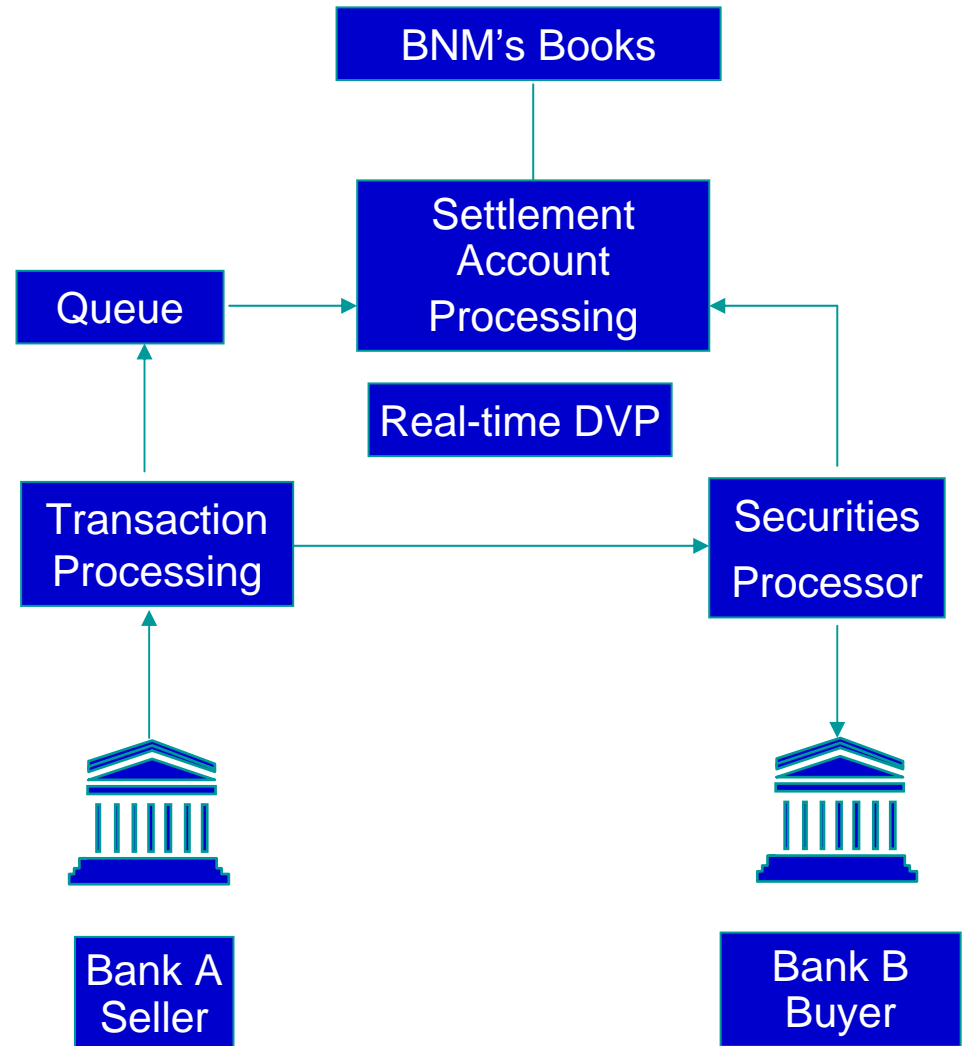 BNM’s Books
Settlement
Account
Processing
Queue
Real-time DVP
Transaction
Processing
Securities
Processor
Bank A
Seller
Bank B
Buyer